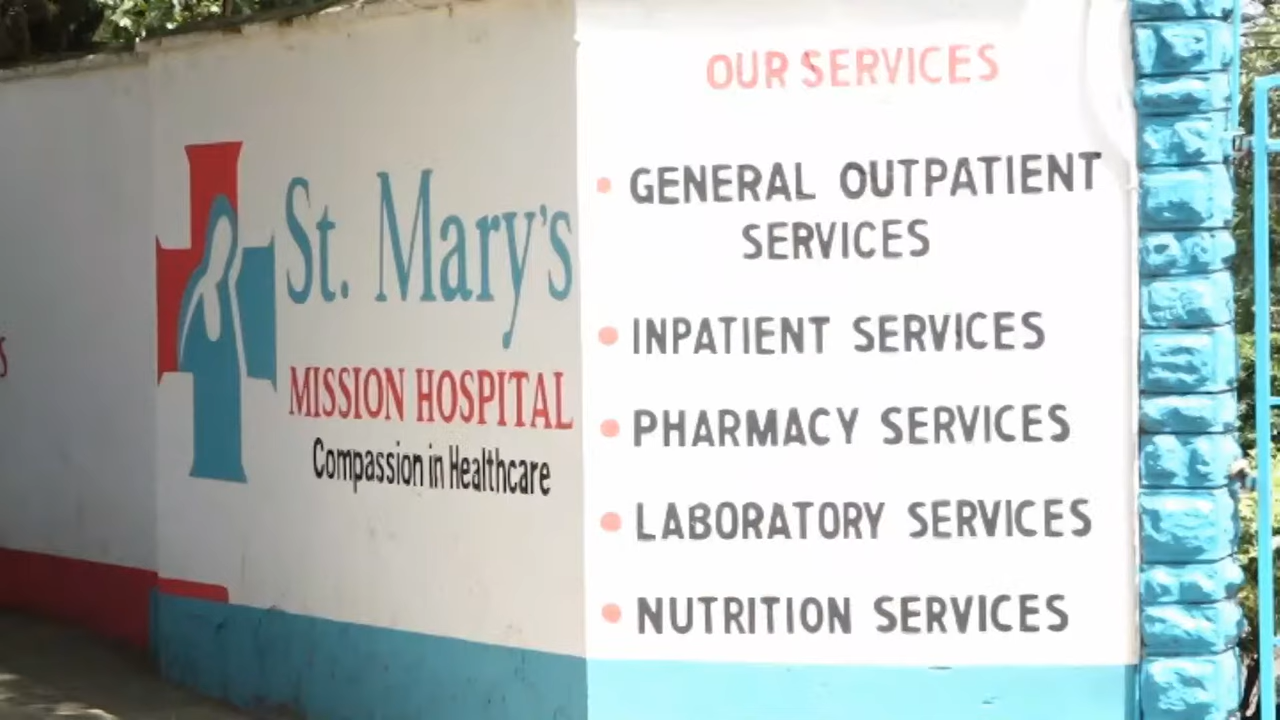 St. Mary's
MISSION HOSPITAL
Compassion in Healthcare
OUR SERVICES
• GENERAL OUTPATIENT
SERVICES
• INPATIENT SERVICES
• PHARMACY SERVICES
• LABORATORY SERVICES
• NUTRITION SERVICES